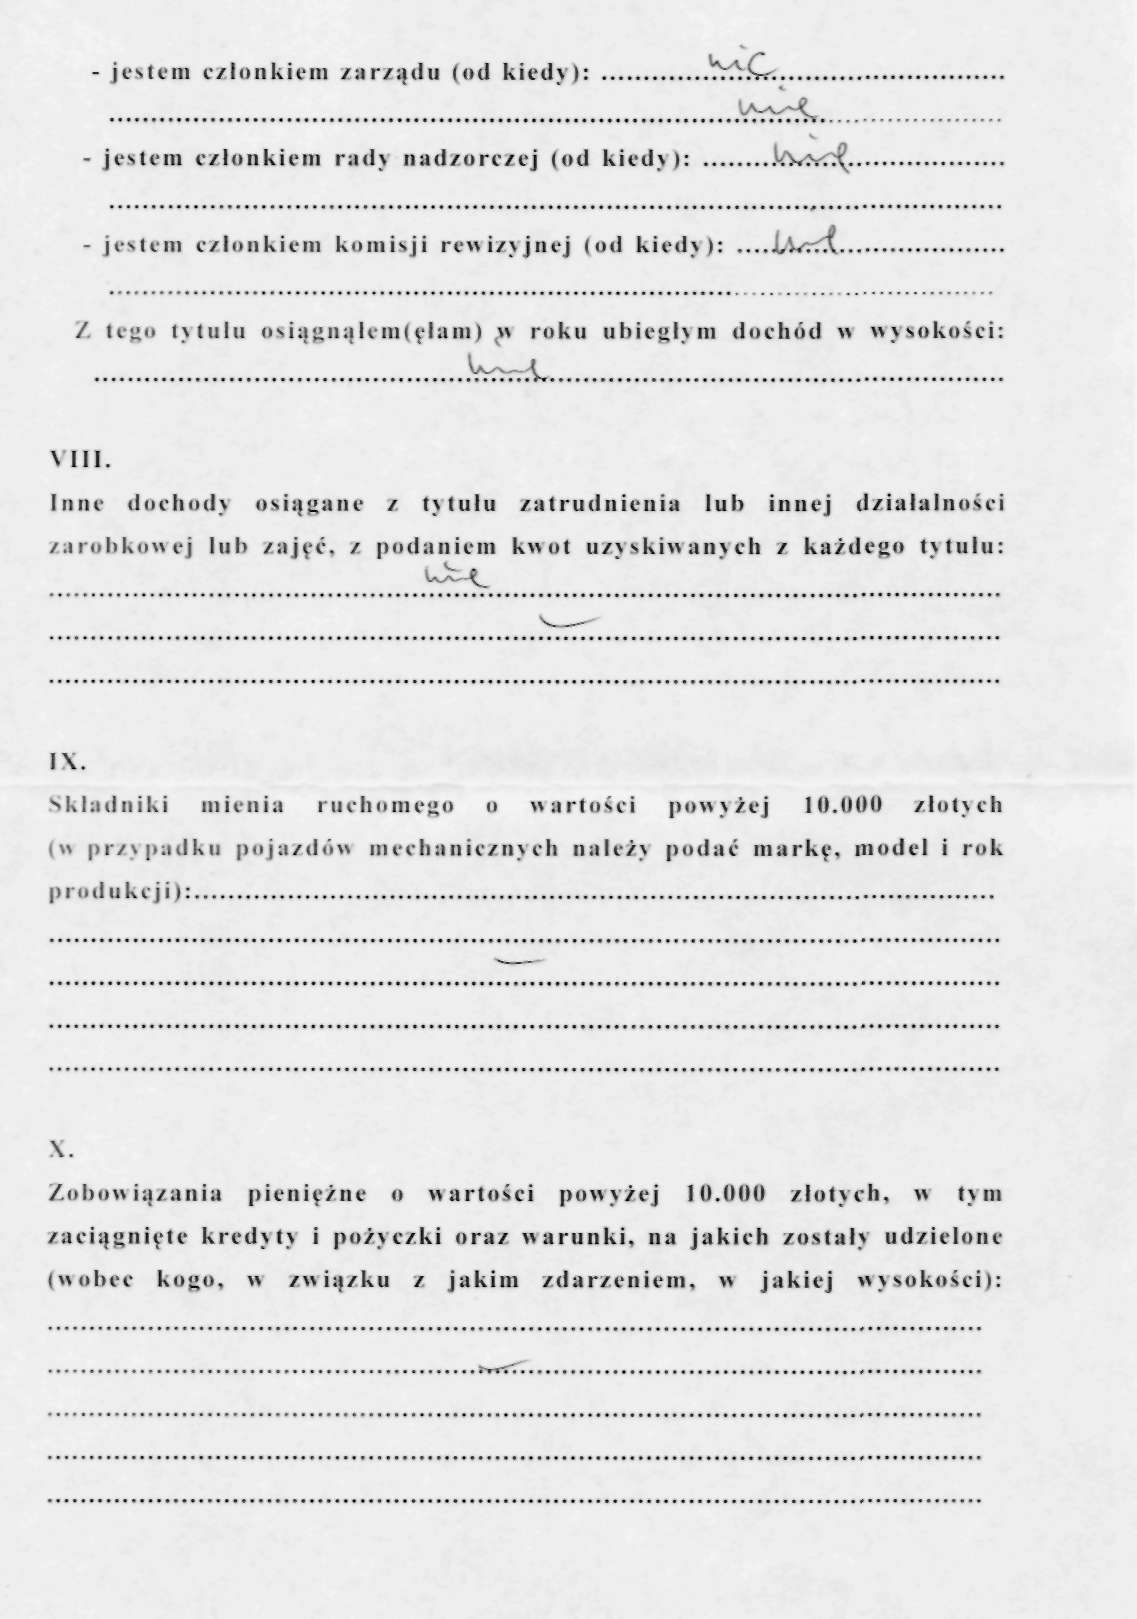 - jestem członkiem zarządu (od kiedy): ....................nie....................
....................nie....................
- jestem członkiem rady nadzorczej (od kiedy): ..........nie....................
........................................
- jestem członkiem komisji rewizyjnej (od kiedy): .....nie....................
........................................
Z tego tytułu osiągnąłem(ęłam) w roku ubiegłym dochód w wysokości:
....................nie....................
VIII.
Inne dochody osiągane z tytułu zatrudnienia lub innej działalności
zarobkowej lub zajęć, z podaniem kwot uzyskiwanych z każdego tytułu:
....................nie....................
........................................
........................................
IX.
Składniki mienia ruchomego o wartości powyżej 10.000 złotych
(w przypadku pojazdów mechanicznych należy podać markę, model i rok
produkcji):........................................
........................................
........................................
........................................
........................................
X.
Zobowiązania pieniężne o wartości powyżej 10.000 złotych, w tym
zaciągnięte kredyty i pożyczki oraz warunki, na jakich zostały udzielone
(wobec kogo, w związku z jakim zdarzeniem, w jakiej wysokości):
........................................
........................................
........................................
........................................
........................................